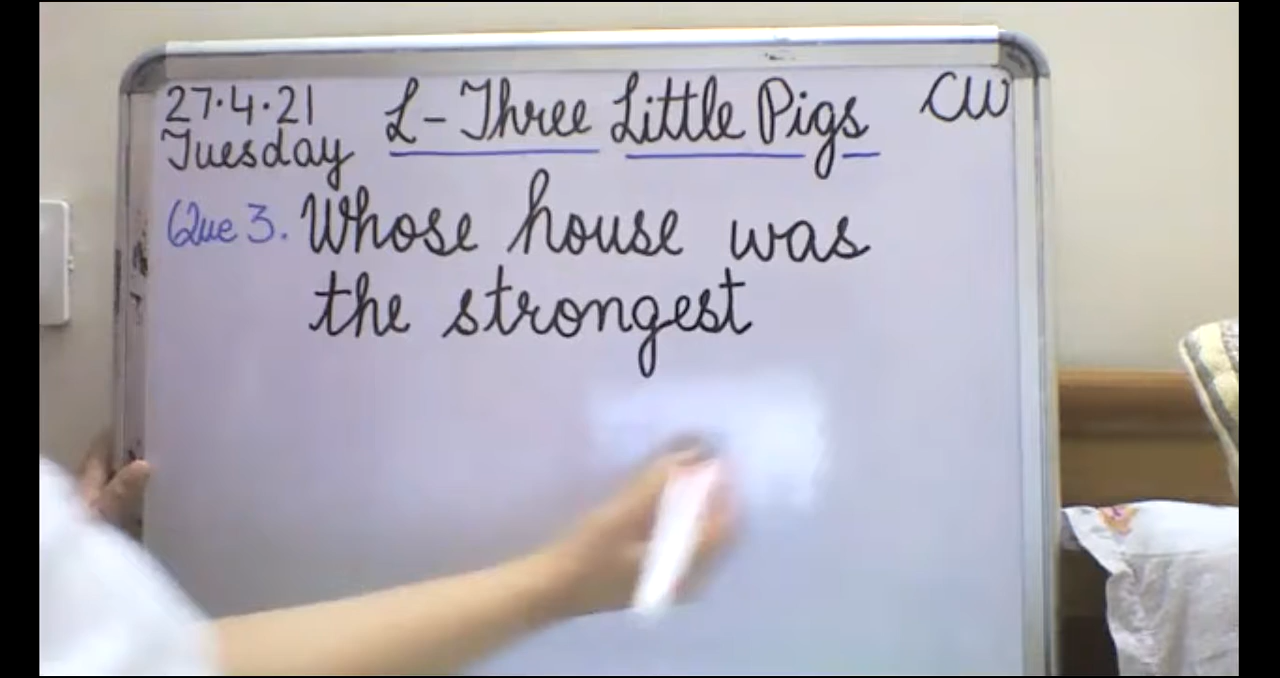 27.4.21 L-Three Little Pigs CW
Tuesday
Que 3. Whose house was
the strongest